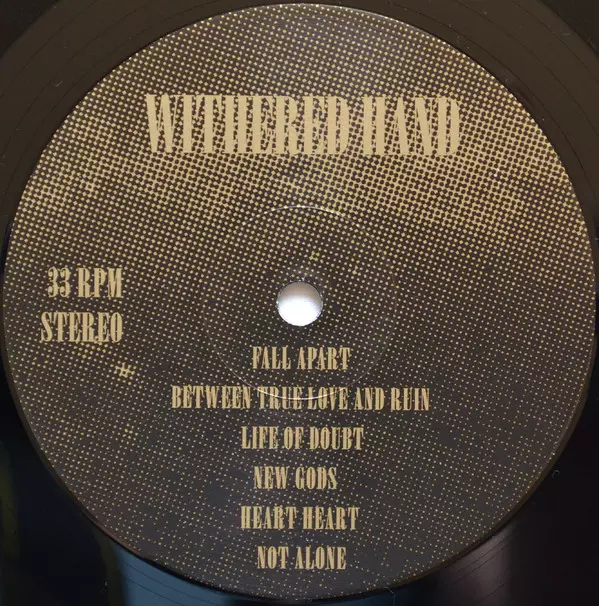 WITHERED HAND
33 RPM
STEREO
FALL APART
BETWEEN TRUE LOVE AND RUIN
LIFE OF DOUBT
NEW GODS
HEART HEART
NOT ALONE